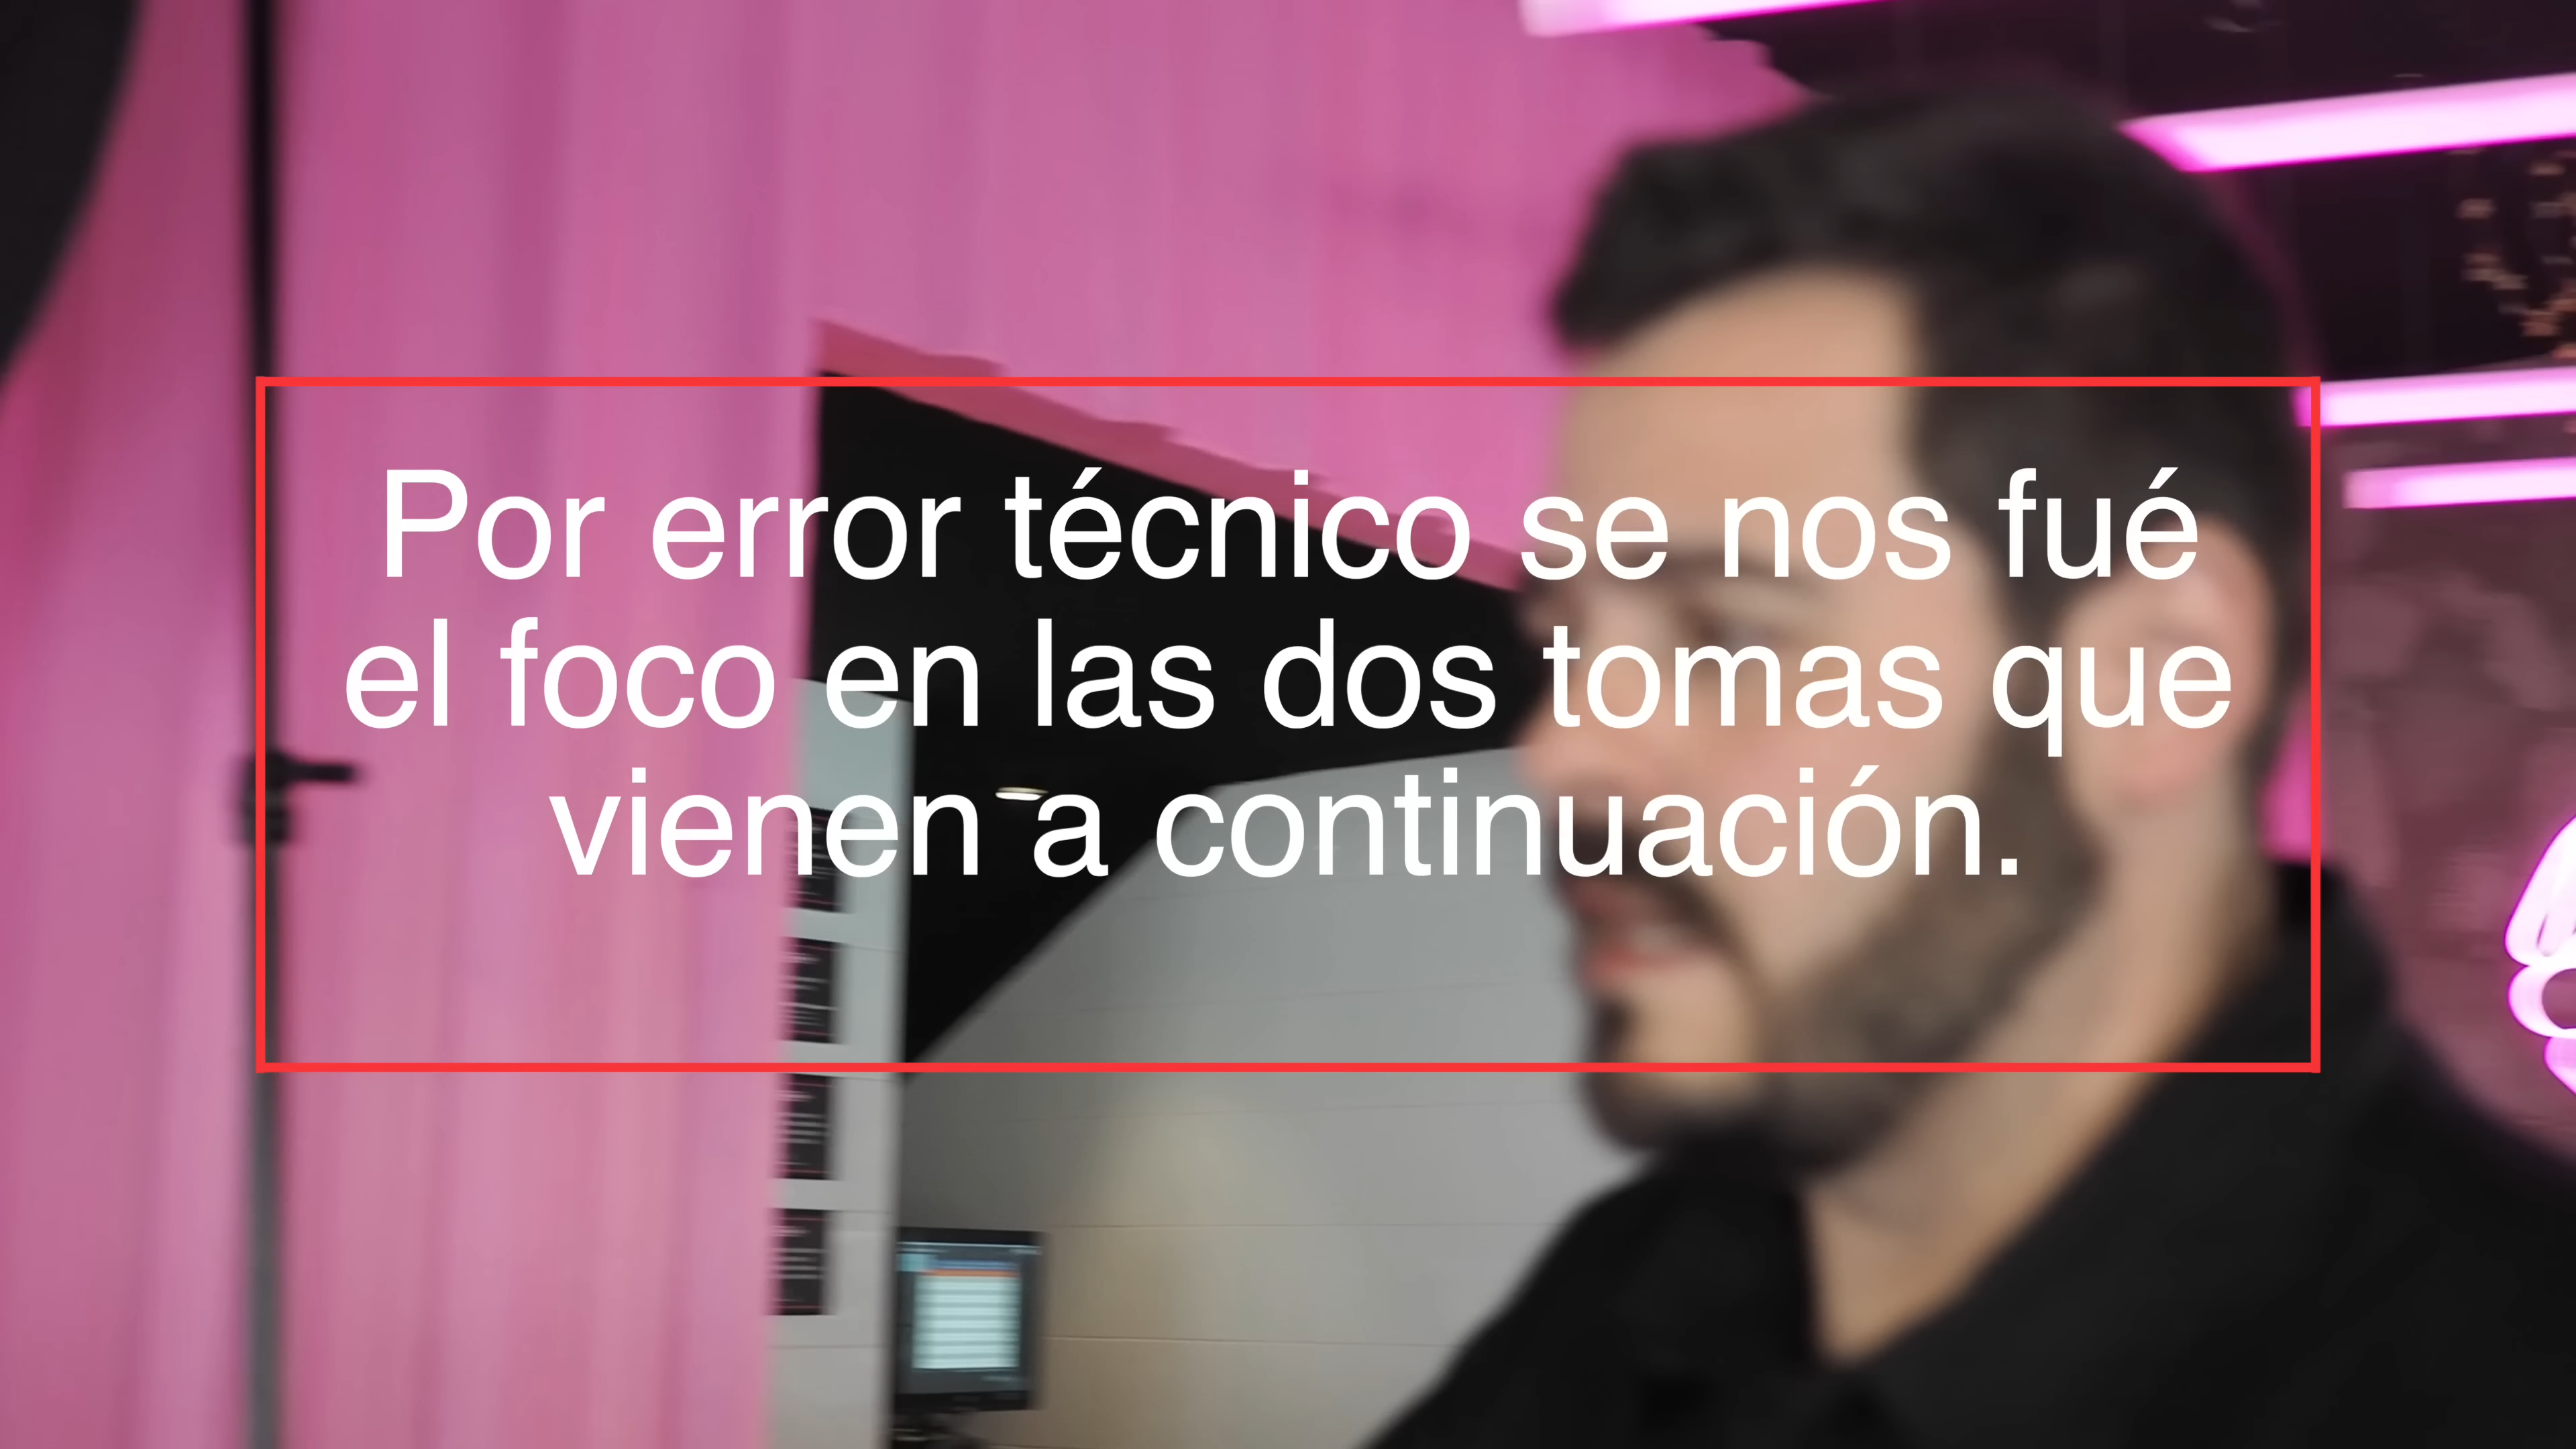 Por error técnico se nos fué
el foco en las dos tomas que
vienen a continuación.